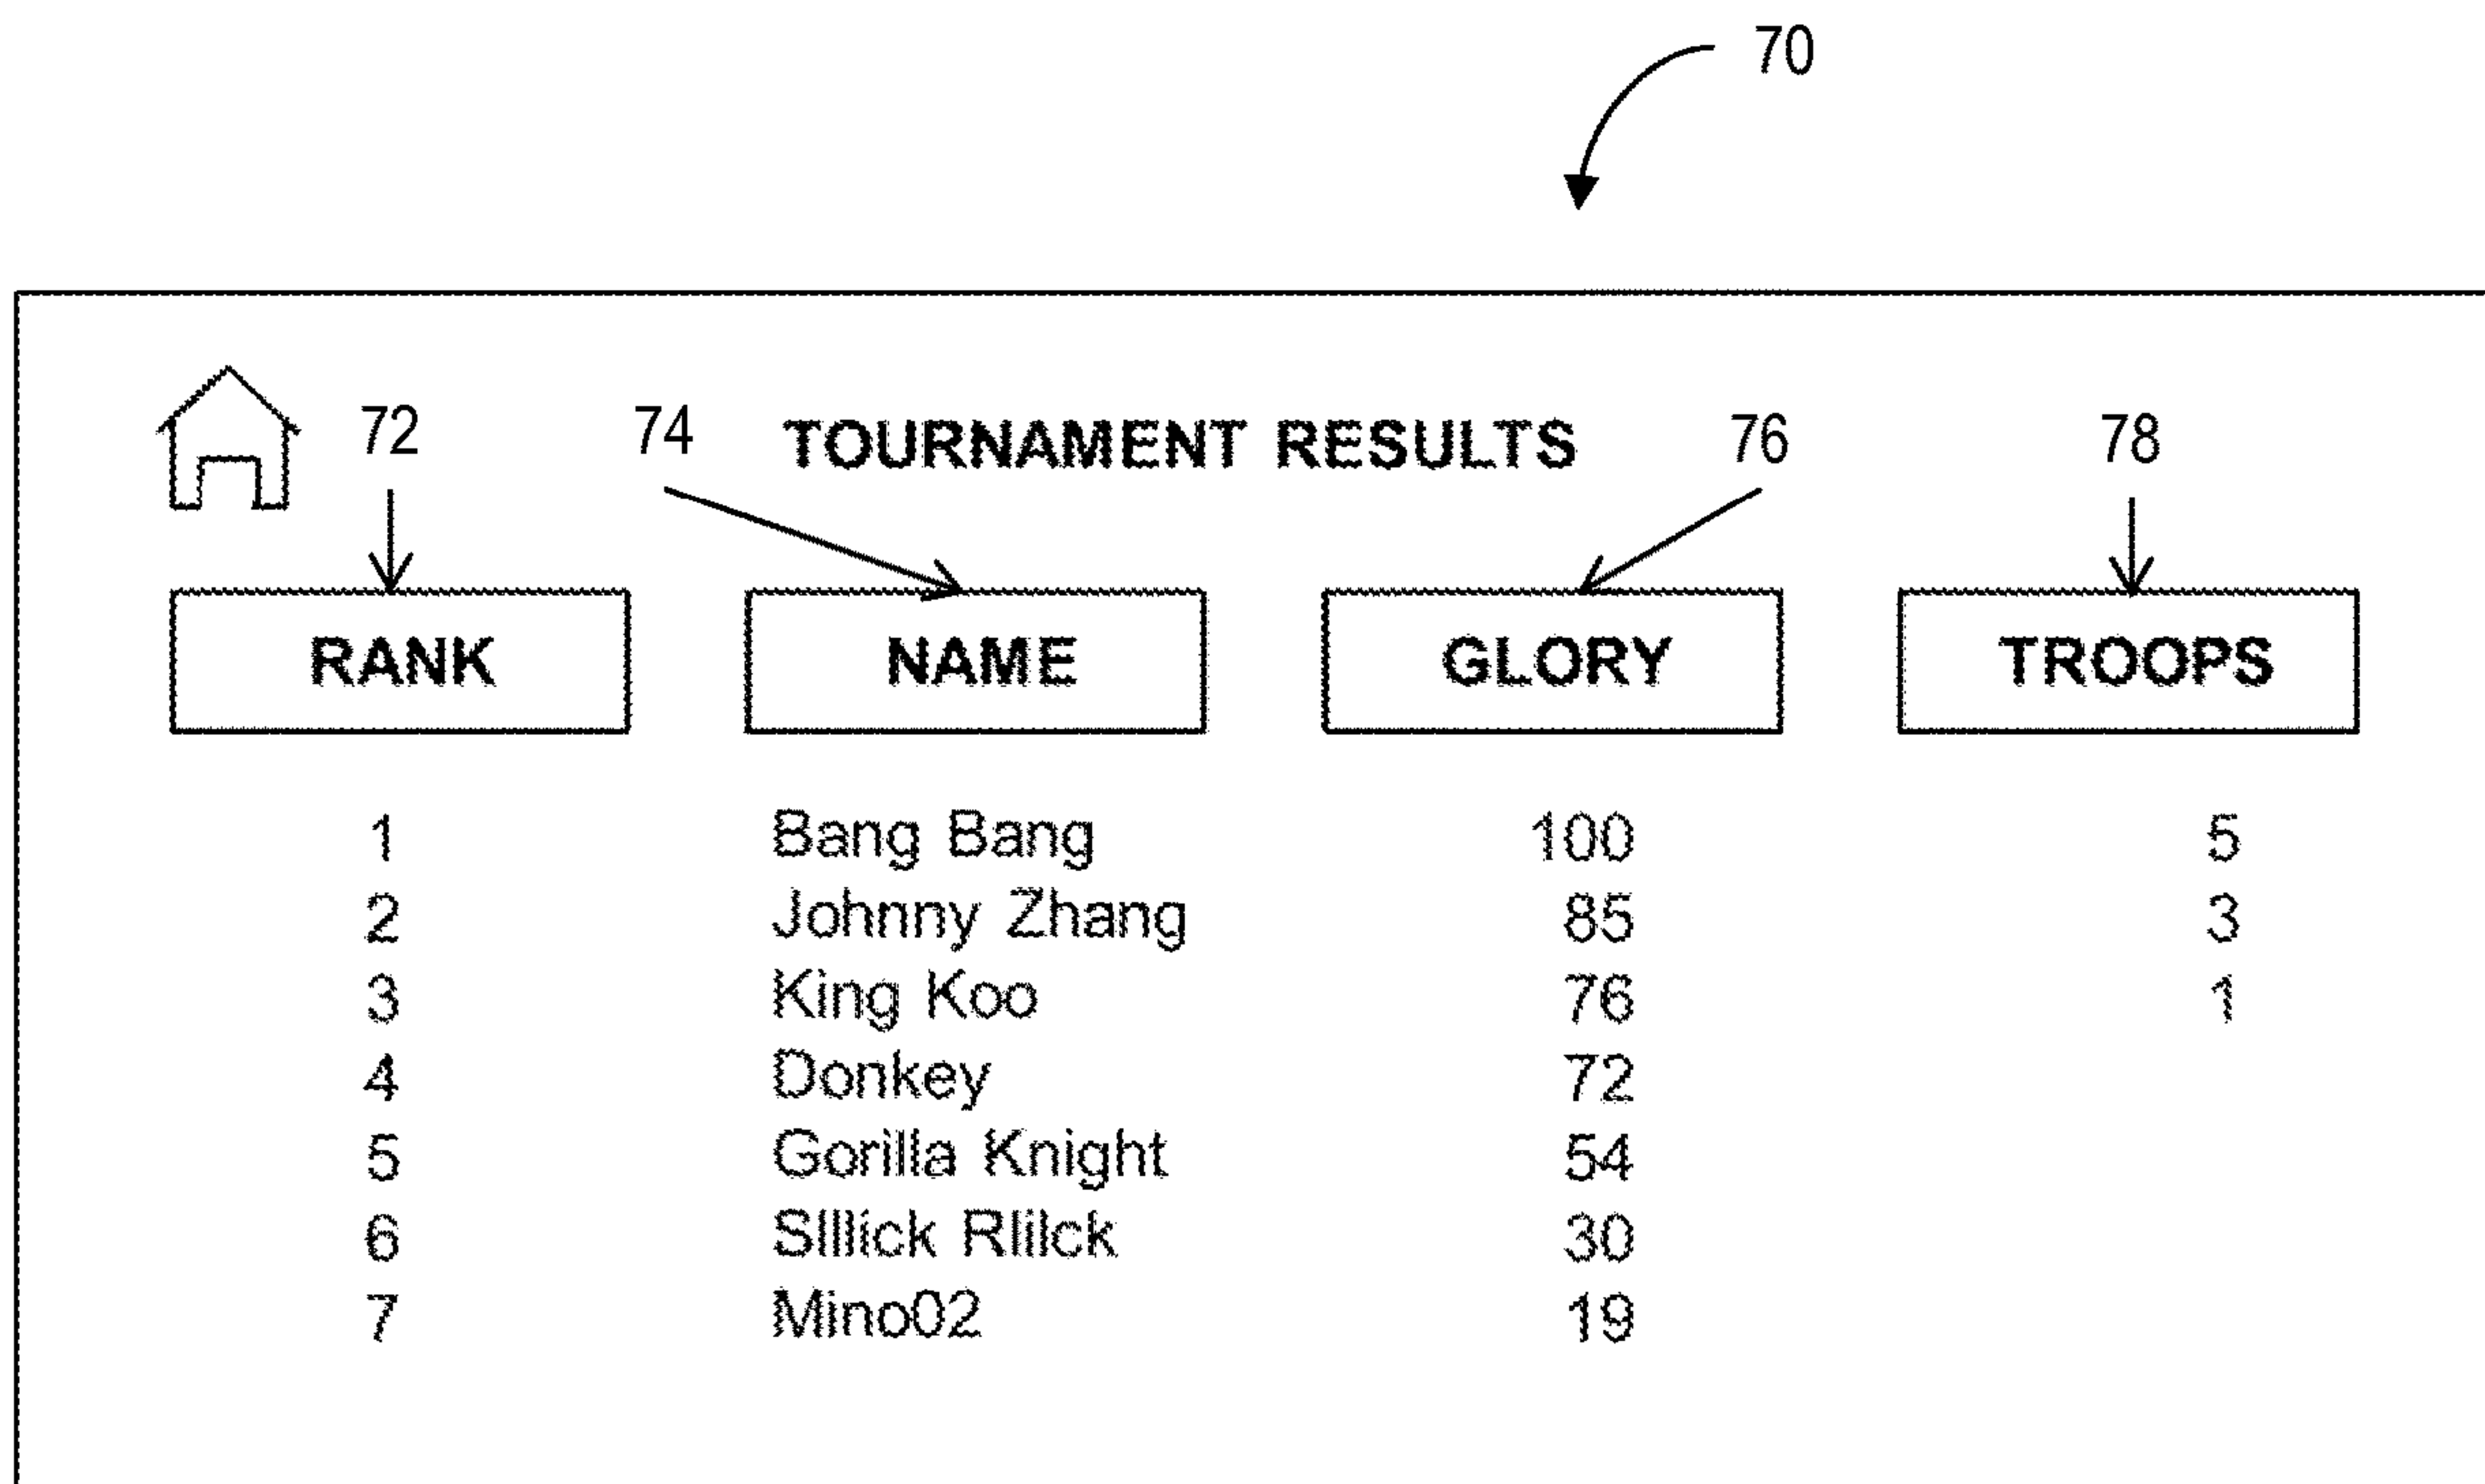 70
72 74 TOURNAMENT RESULTS 76 78
RANK NAME GLORY TROOPS
1 Bang Bang 100 5
2 Johnny Zhang 85 3
3 King Koo 76 1
4 Donkey 72
5 Gorilla Knight 54
6 Slllick Rlilck 30
7 Mino02 19